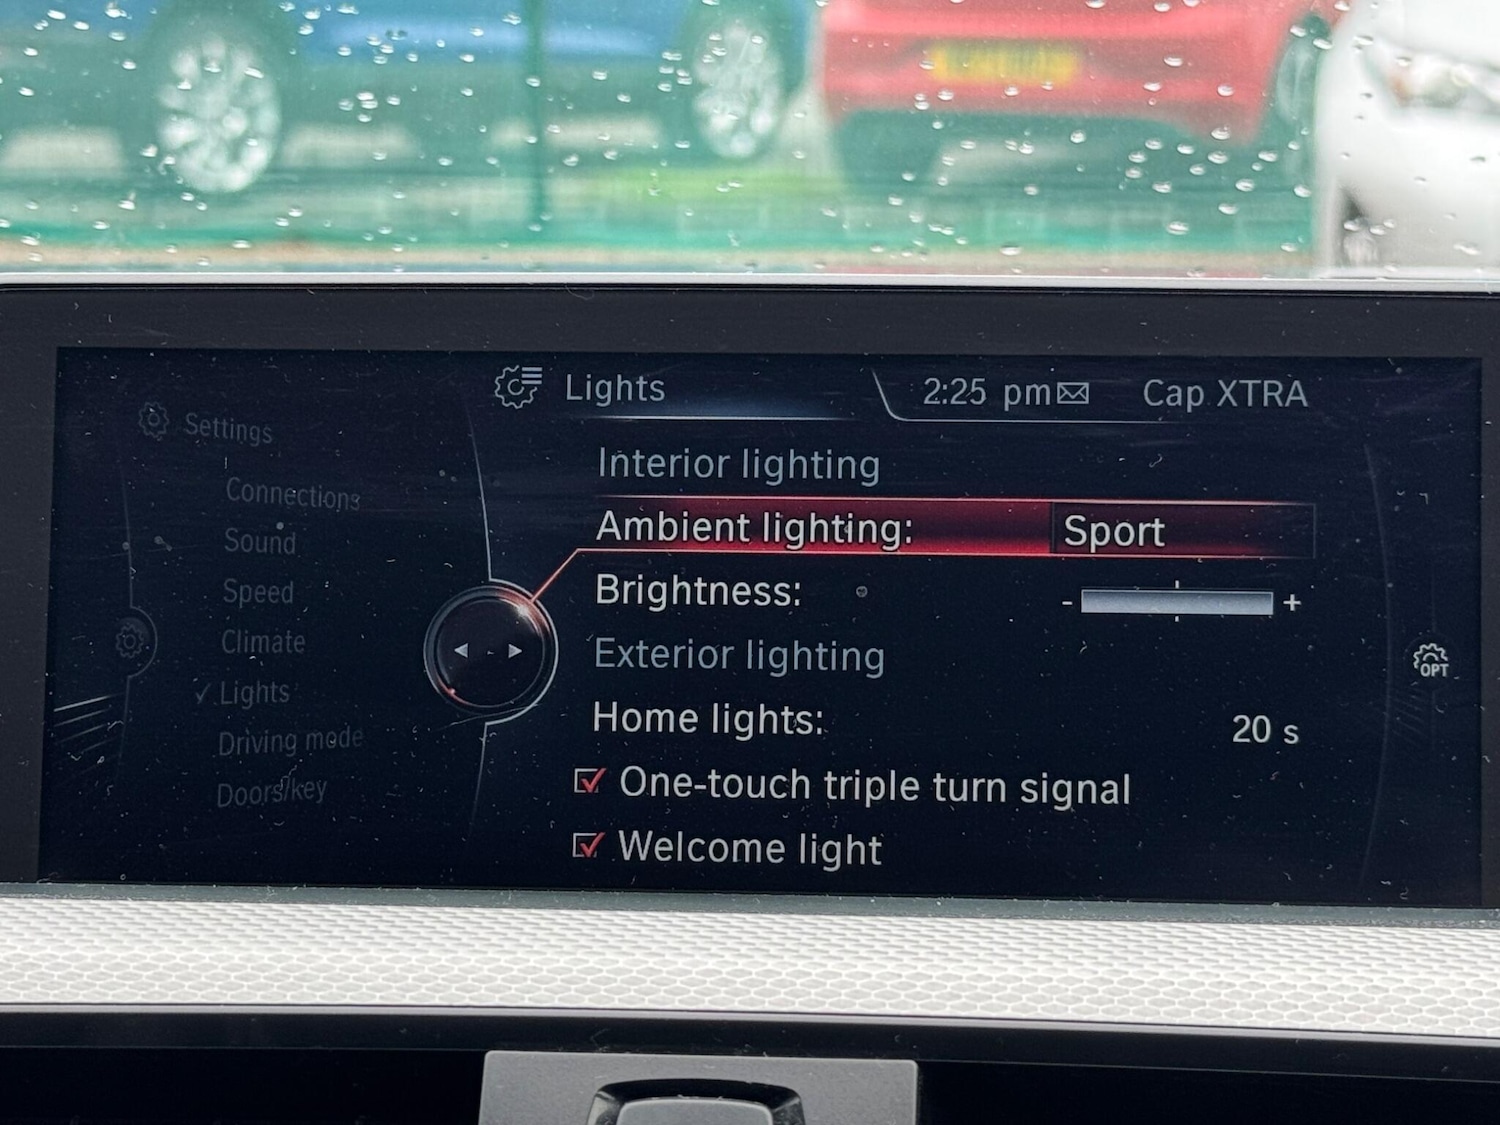 Lights
2:25 pm
Cap XTRA
Settings
Connections
Sound
Speed
Climate
Lights
Driving mode
Doors/key
Interior lighting
Ambient lighting: Sport
Brightness: - +
Exterior lighting
Home lights: 20 s
One-touch triple turn signal
Welcome light
OPT